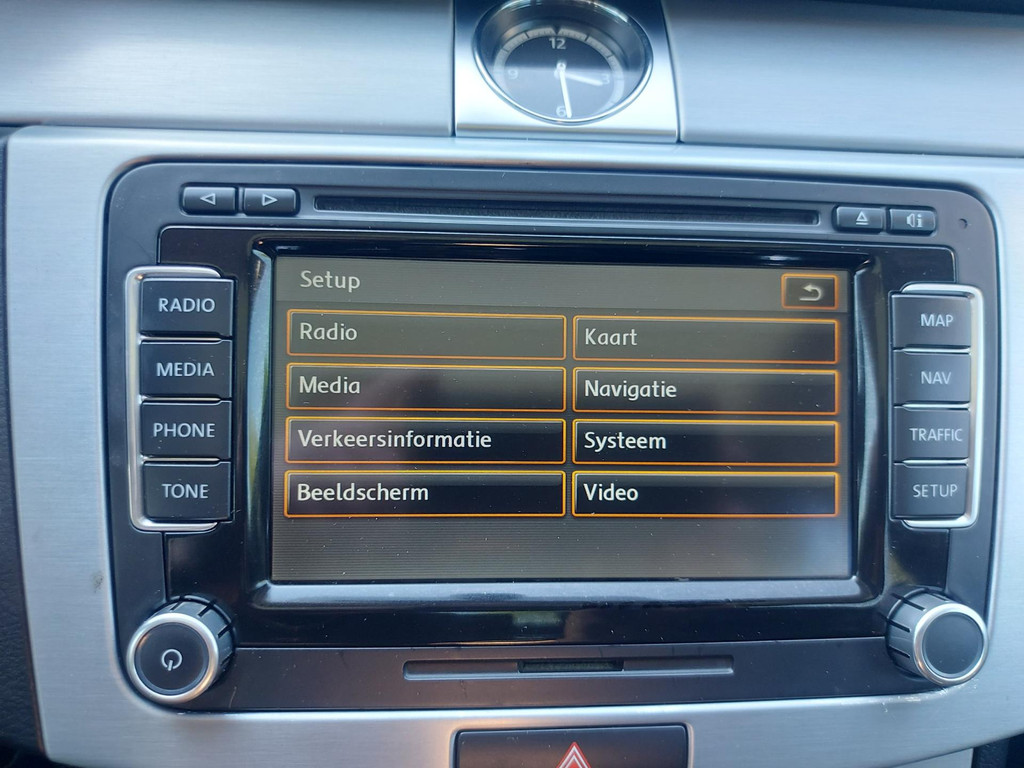 12
9
3
6
RADIO
MEDIA
PHONE
TONE
Setup
Radio
Kaart
Media
Navigatie
Verkeersinformatie
Systeem
Beeldscherm
Video
MAP
NAV
TRAFFIC
SETUP